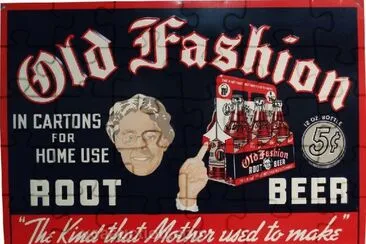 Old Fashion
IN CARTONS
FOR
HOME USE
12 OZ. BOTTLE
5¢
Old Fashion
ROOT BEER
ROOT BEER
"The Kind that Mother used to make"